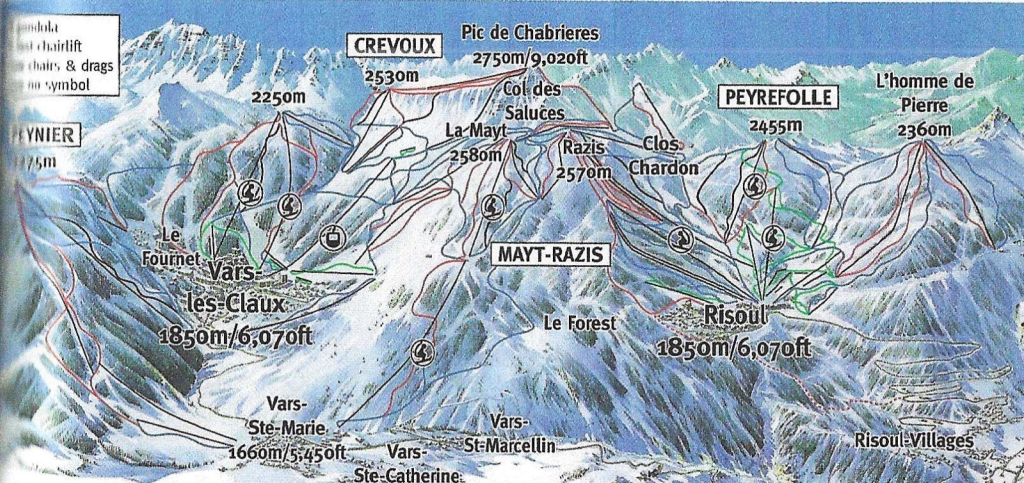 chairlift
chairs & drags
no symbol
CREVOUX
2530m
Pic de Chabrieres
2750m/9,020ft
Col des
Saluces
2250m
PEYREFOLLE
2455m
L'homme de
Pierre
2360m
La Mayt
2580m
Razis
2570m
Clos
Chardon
EYNIER
Le
Fournet
Vars-
les-Claux
1850m/6,070ft
MAYT-RAZIS
Le Forest
Risoul
1850m/6,070ft
Vars-
Ste-Marie
1660m/5,450ft
Vars-
Ste-Catherine
Vars-
St-Marcellin
Risoul-Villages